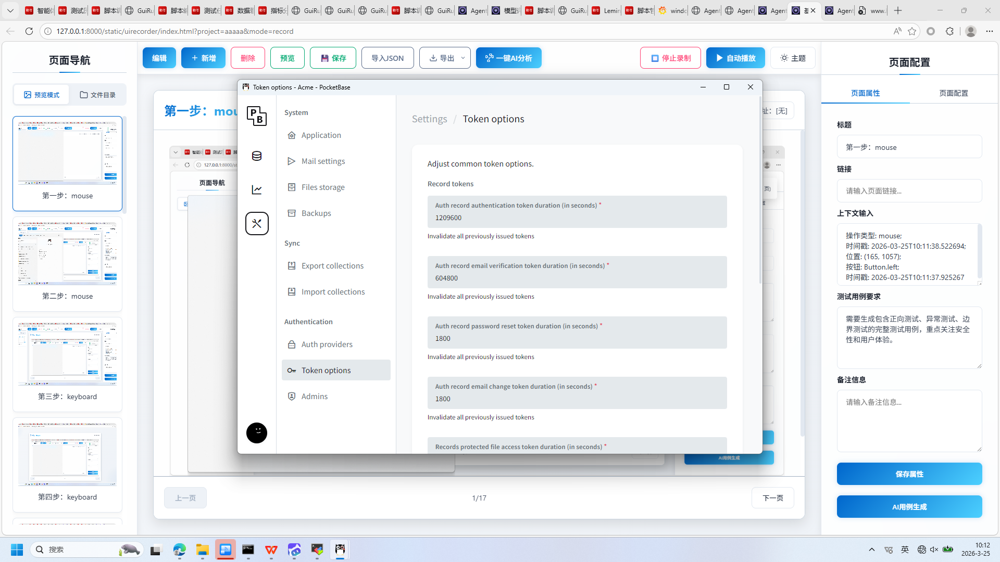 智能体
测试历
脚本调
GuiRu
脚本编
测试任
数据看
指标分
GuiRu
GuiRu
GuiRu
脚本调
GuiRu
Agent
模型评
脚本调
GuiRu
Lemin
脚本智
windo
Agent
Agent
Agent
Agent
www.
127.0.0.1:8000/static/uirecorder/index.html?project=aaaaa&mode=record
页面导航
预览模式
文件目录
第一步：mouse
第二步：mouse
第三步：keyboard
第四步：keyboard
编辑
新增
删除
预览
保存
导入JSON
导出
一键AI分析
停止录制
自动播放
主题
第一步：mou
址：[无]
127.0.0.1:8000/st
页面导航
页)
AI用例生成
Token options - Acme - PocketBase
P
B
System
Application
Mail settings
Files storage
Backups
Sync
Export collections
Import collections
Authentication
Auth providers
Token options
Admins
Settings / Token options
Adjust common token options.
Record tokens
Auth record authentication token duration (in seconds) *
1209600
Invalidate all previously issued tokens
Auth record email verification token duration (in seconds) *
604800
Invalidate all previously issued tokens
Auth record password reset token duration (in seconds) *
1800
Invalidate all previously issued tokens
Auth record email change token duration (in seconds) *
1800
Invalidate all previously issued tokens
Records protected file access token duration (in seconds) *
上一页
1/17
下一页
页面配置
页面属性
页面配置
标题
第一步：mouse
链接
请输入页面链接...
上下文输入
操作类型: mouse;
时间戳: 2026-03-25T10:11:38.522694;
位置: (165, 1057);
按钮: Button.left;
时间戳: 2026-03-25T10:11:37.925267
测试用例要求
需要生成包含正向测试、异常测试、边
界测试的完整测试用例，重点关注安全
性和用户体验。
备注信息
请输入备注信息...
保存属性
AI用例生成
搜索
英
10:12
2026-3-25